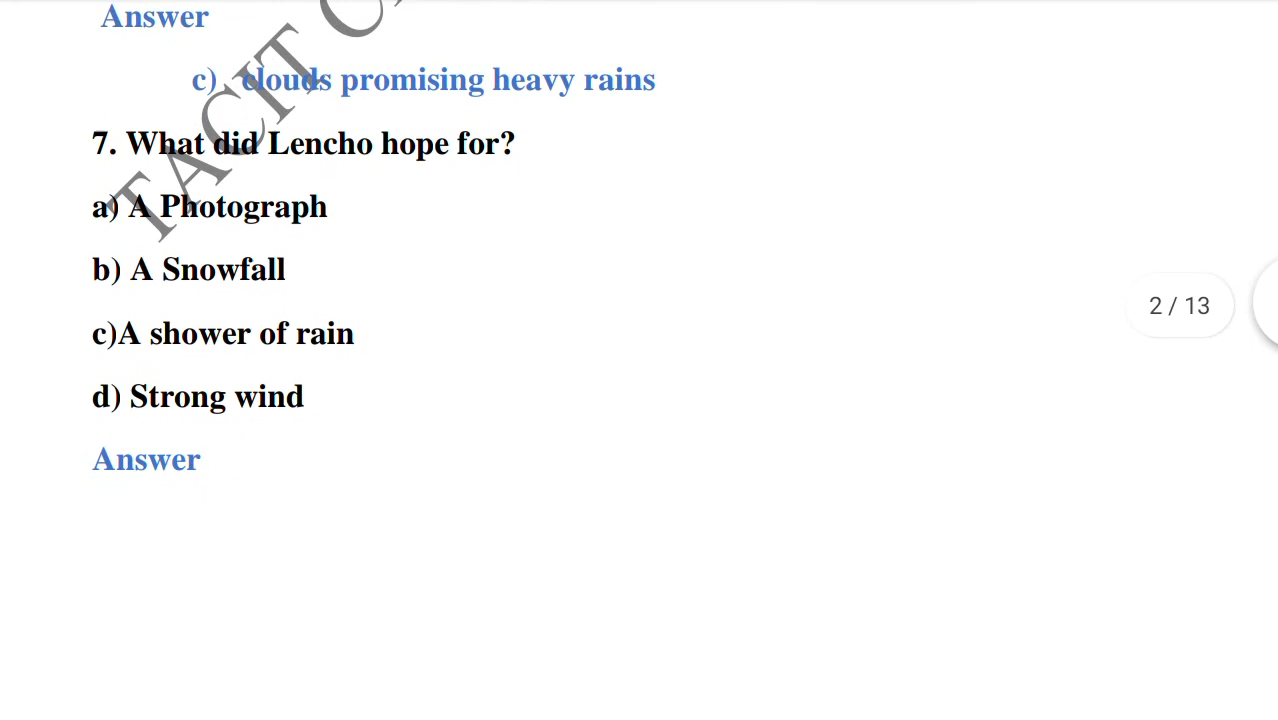 Answer
c) clouds promising heavy rains
7. What did Lencho hope for?
a) A Photograph
b) A Snowfall
c)A shower of rain
2 / 13
d) Strong wind
Answer
TACIT